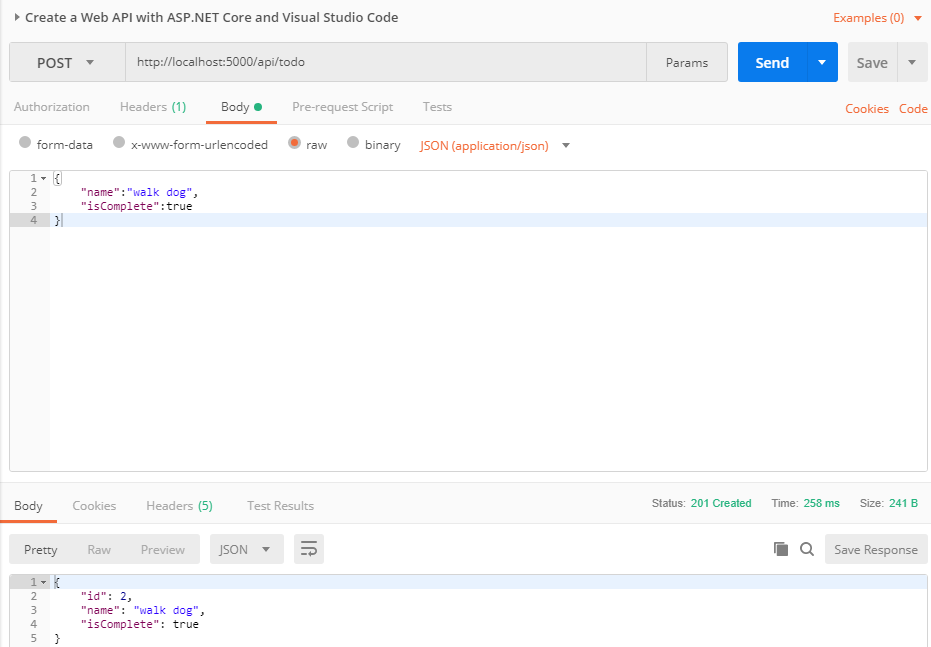 Create a Web API with ASP.NET Core and Visual Studio Code Examples (0)
POST http://localhost:5000/api/todo Params Send Save
Authorization Headers (1) Body Pre-request Script Tests Cookies Code
form-data x-www-form-urlencoded raw binary JSON (application/json)
1 {
2 "name":"walk dog",
3 "isComplete":true
4 }
Body Cookies Headers (5) Test Results Status: 201 Created Time: 258 ms Size: 241 B
Pretty Raw Preview JSON Save Response
1 {
2 "id": 2,
3 "name": "walk dog",
4 "isComplete": true
5 }